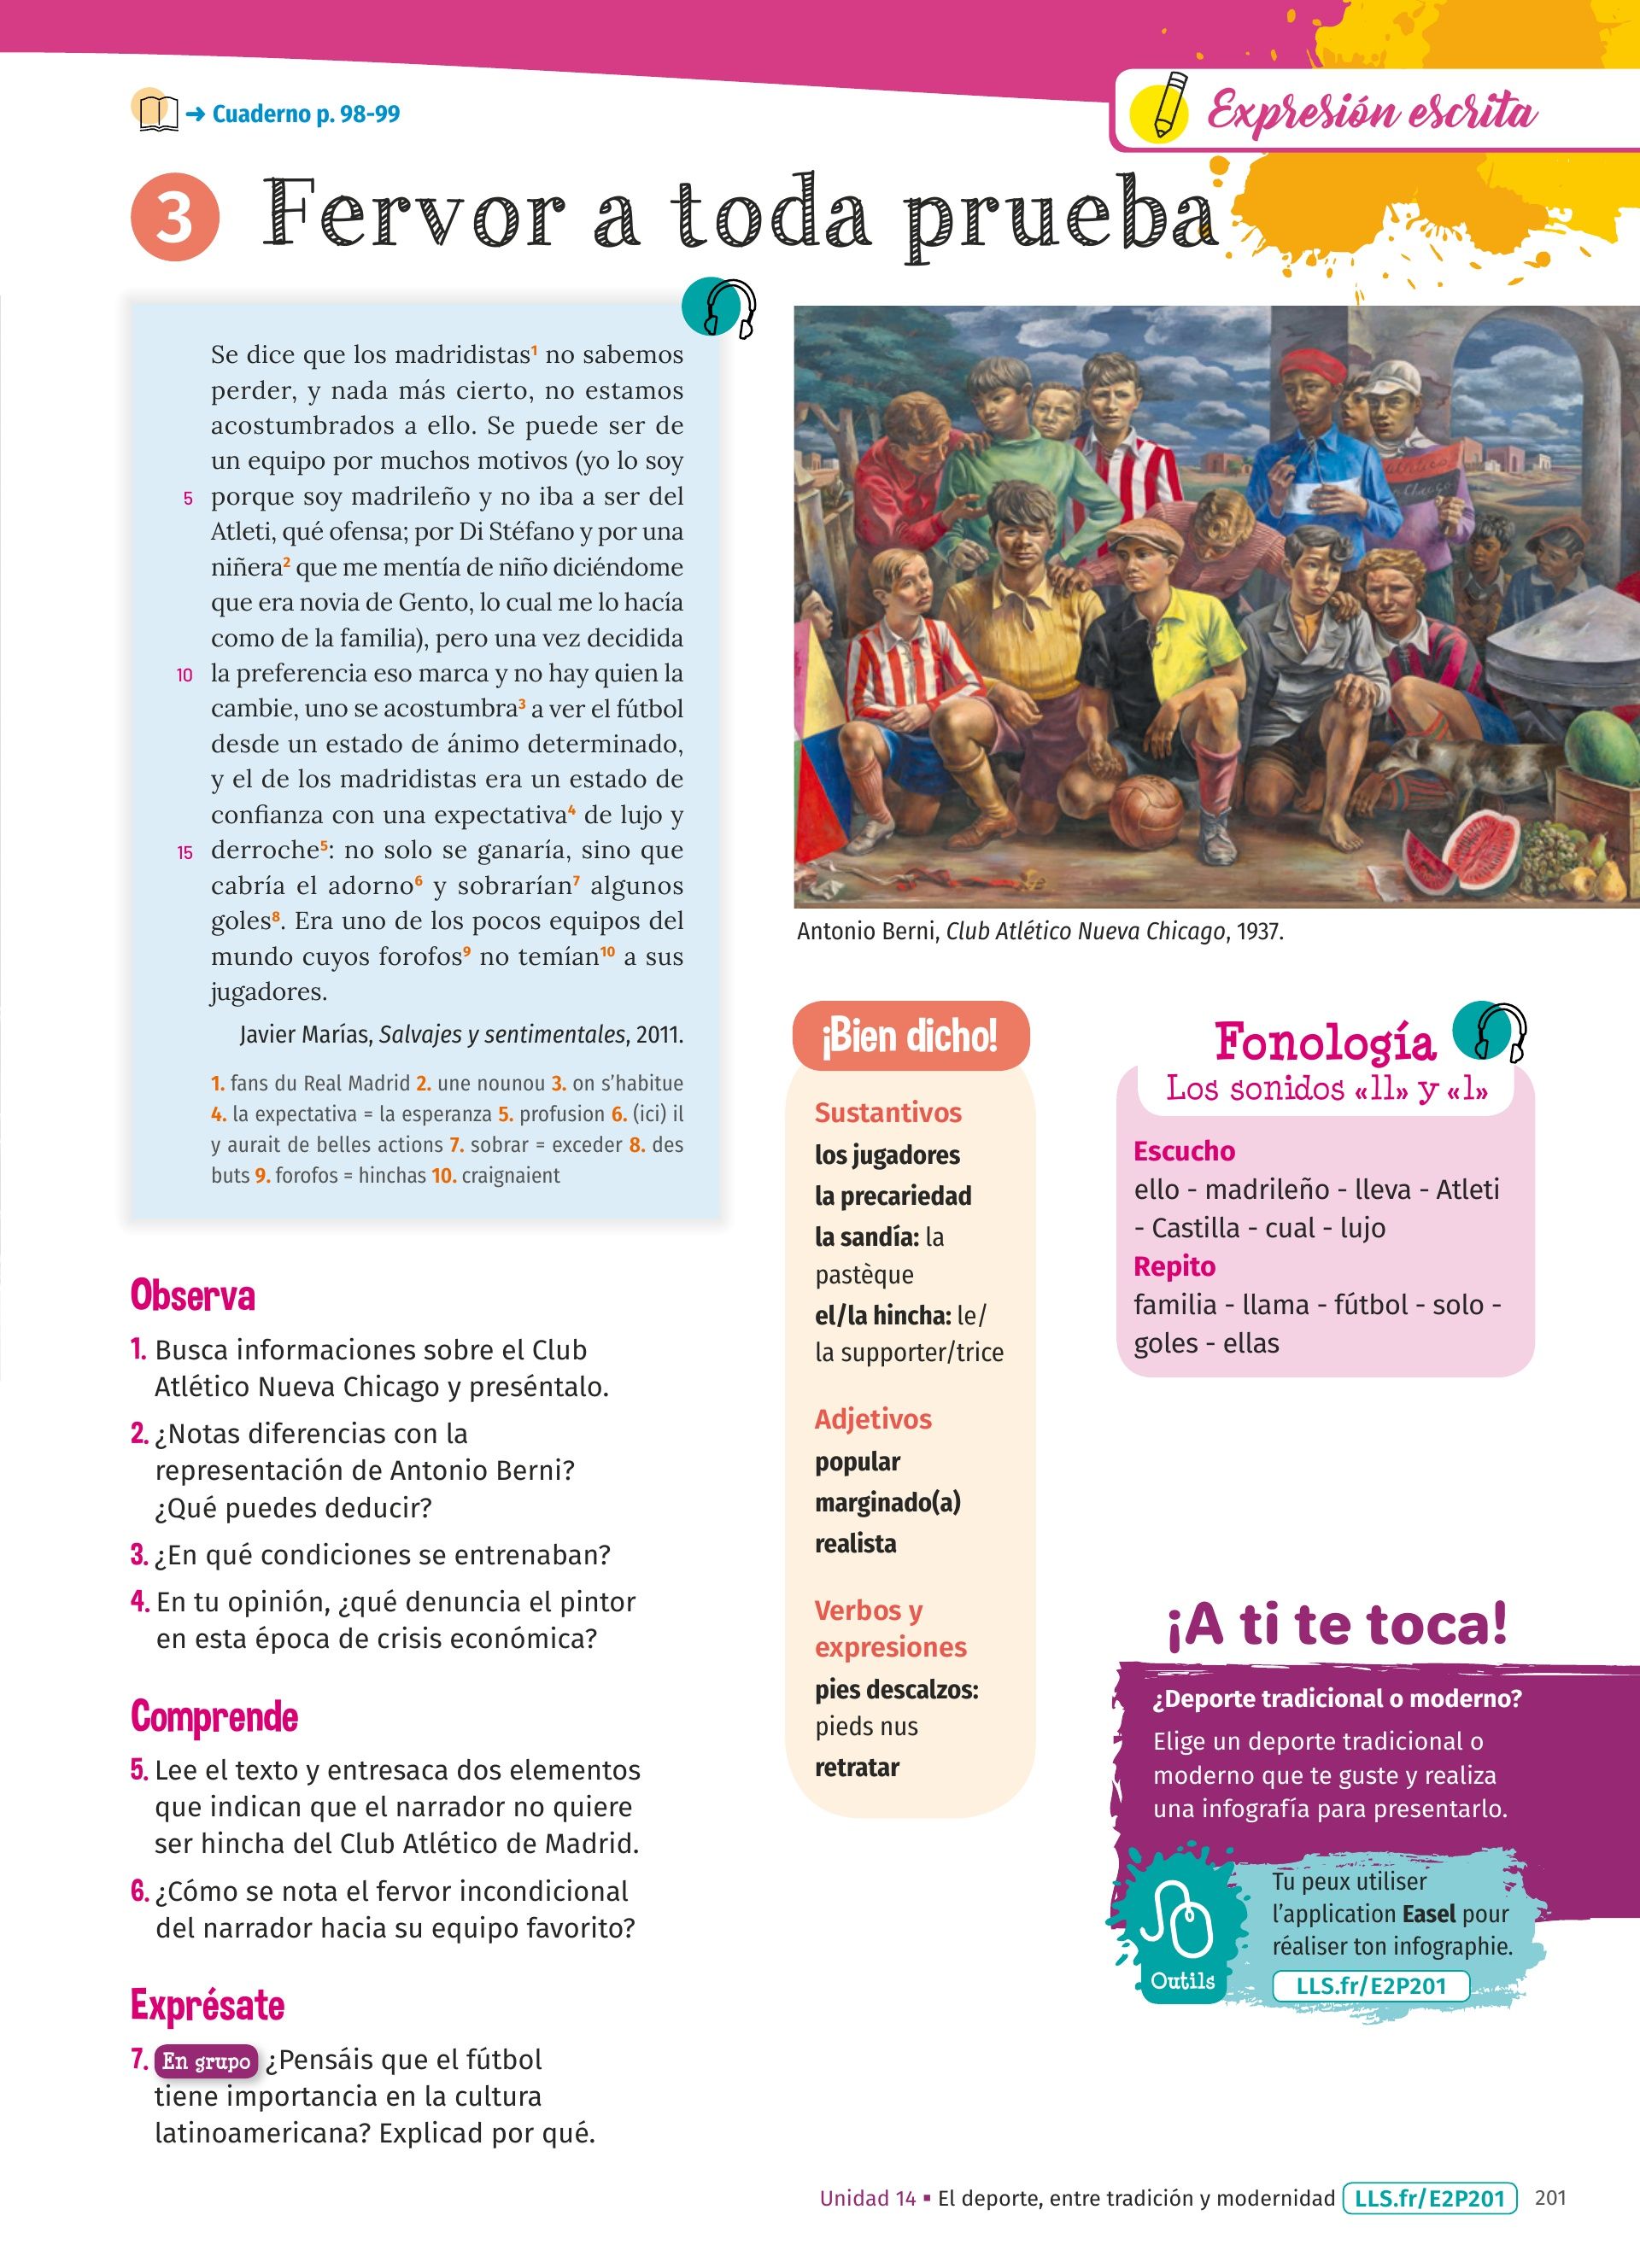 → Cuaderno p. 98-99
Expresión escrita
3 Fervor a toda prueba
Se dice que los madridistas¹ no sabemos
perder, y nada más cierto, no estamos
acostumbrados a ello. Se puede ser de
un equipo por muchos motivos (yo lo soy
5 porque soy madrileño y no iba a ser del
Atleti, qué ofensa; por Di Stéfano y por una
niñera² que me mentía de niño diciéndome
que era novia de Gento, lo cual me lo hacía
como de la familia), pero una vez decidida
10 la preferencia eso marca y no hay quien la
cambie, uno se acostumbra³ a ver el fútbol
desde un estado de ánimo determinado,
y el de los madridistas era un estado de
confianza con una expectativa⁴ de lujo y
15 derroche⁵: no solo se ganaría, sino que
cabría el adorno⁶ y sobrarían⁷ algunos
goles⁸. Era uno de los pocos equipos del
mundo cuyos forofos⁹ no temían¹⁰ a sus
jugadores.
Javier Marías, Salvajes y sentimentales, 2011.
1. fans du Real Madrid 2. une nounou 3. on s'habitue
4. la expectativa = la esperanza 5. profusion 6. (ici) il
y aurait de belles actions 7. sobrar = exceder 8. des
buts 9. forofos = hinchas 10. craignaient
Atlético
Chicago
Antonio Berni, Club Atlético Nueva Chicago, 1937.
Observa
1. Busca informaciones sobre el Club
Atlético Nueva Chicago y preséntalo.
2. ¿Notas diferencias con la
representación de Antonio Berni?
¿Qué puedes deducir?
3. ¿En qué condiciones se entrenaban?
4. En tu opinión, ¿qué denuncia el pintor
en esta época de crisis económica?
Comprende
5. Lee el texto y entresaca dos elementos
que indican que el narrador no quiere
ser hincha del Club Atlético de Madrid.
6. ¿Cómo se nota el fervor incondicional
del narrador hacia su equipo favorito?
Exprésate
7. En grupo ¿Pensáis que el fútbol
tiene importancia en la cultura
latinoamericana? Explicad por qué.
¡Bien dicho!
Sustantivos
los jugadores
la precariedad
la sandía: la
pastèque
el/la hincha: le/
la supporter/trice
Adjetivos
popular
marginado(a)
realista
Verbos y
expresiones
pies descalzos:
pieds nus
retratar
Fonología
Los sonidos «ll» y «l»
Escucho
ello - madrileño - lleva - Atleti
- Castilla - cual - lujo
Repito
familia - llama - fútbol - solo -
goles - ellas
¡A ti te toca!
¿Deporte tradicional o moderno?
Elige un deporte tradicional o
moderno que te guste y realiza
una infografía para presentarlo.
Outils
Tu peux utiliser
l'application Easel pour
réaliser ton infographie.
LLS.fr/E2P201
Unidad 14 ▪ El deporte, entre tradición y modernidad LLS.fr/E2P201 201